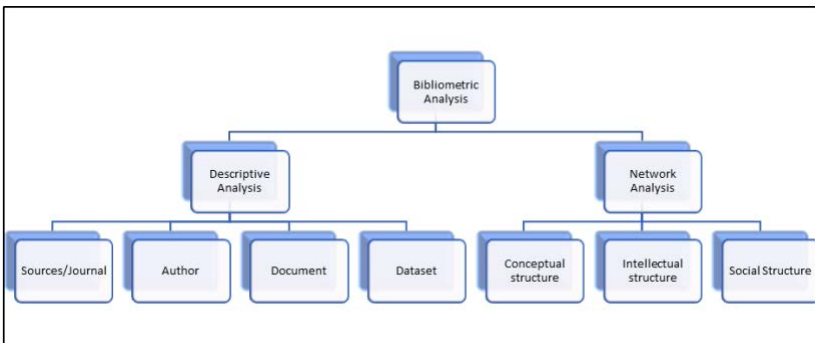 Bibliometric
Analysis
Descriptive
Analysis
Network
Analysis
Sources/Journal
Author
Document
Dataset
Conceptual
structure
Intellectual
structure
Social Structure